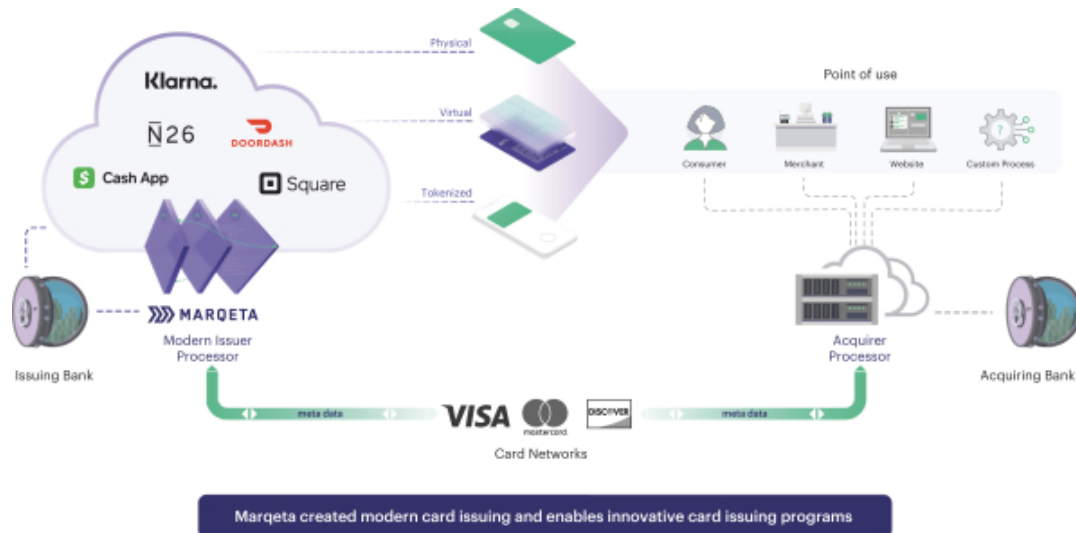 Physical
Klarna.
Point of use
N26
DOORDASH
Virtual
Consumer
Merchant
Website
Custom Process
Cash App
Square
Tokenized
MARQETA
Modern Issuer
Processor
Issuing Bank
Acquirer
Processor
Acquiring Bank
meta data
VISA
mastercard
DISCOVER
meta data
Card Networks
Marqeta created modern card issuing and enables innovative card issuing programs